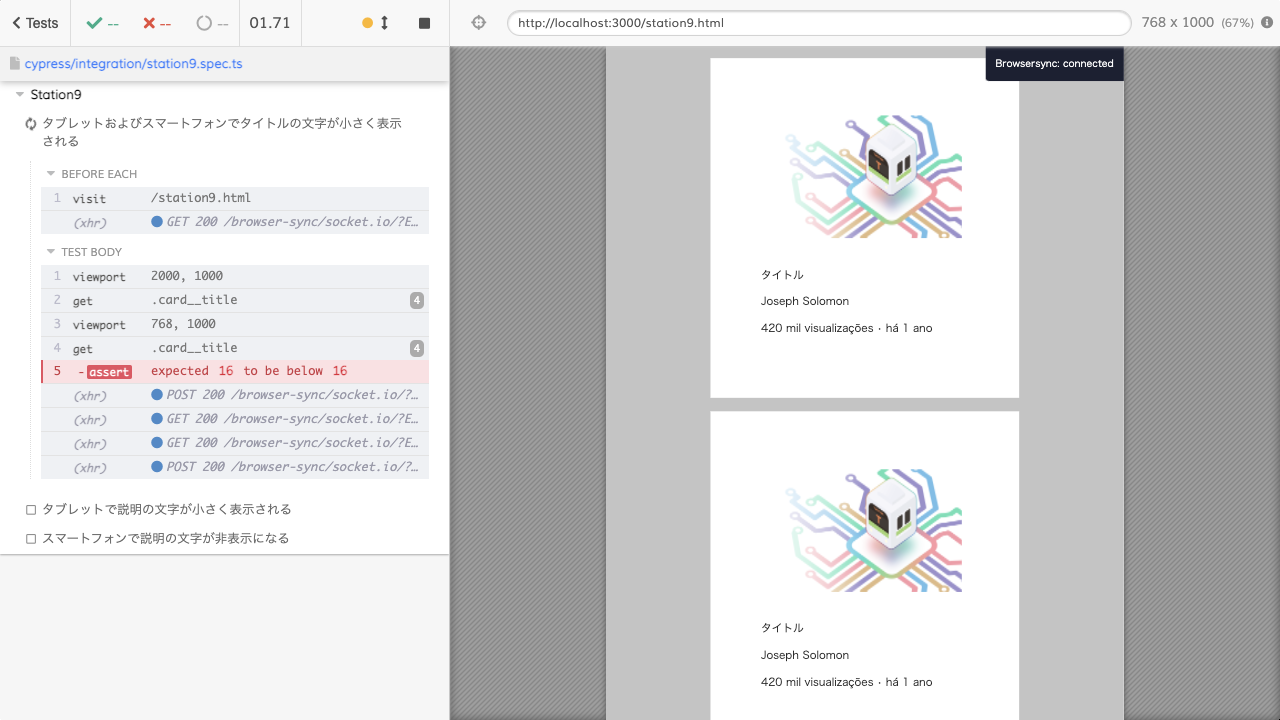 Tests
--
--
--
01.71
http://localhost:3000/station9.html
768 x 1000 (67%)
cypress/integration/station9.spec.ts
Browsersync: connected
Station9
タブレットおよびスマートフォンでタイトルの文字が小さく表示
される
BEFORE EACH
1 visit /station9.html
(xhr) GET 200 /browser-sync/socket.io/?E…
TEST BODY
1 viewport 2000, 1000
2 get .card__title 4
3 viewport 768, 1000
4 get .card__title 4
5 -assert expected 16 to be below 16
(xhr) POST 200 /browser-sync/socket.io/?…
(xhr) GET 200 /browser-sync/socket.io/?E…
(xhr) GET 200 /browser-sync/socket.io/?E…
(xhr) POST 200 /browser-sync/socket.io/?…
タブレットで説明の文字が小さく表示される
スマートフォンで説明の文字が非表示になる
タイトル
Joseph Solomon
420 mil visualizações · há 1 ano
タイトル
Joseph Solomon
420 mil visualizações · há 1 ano